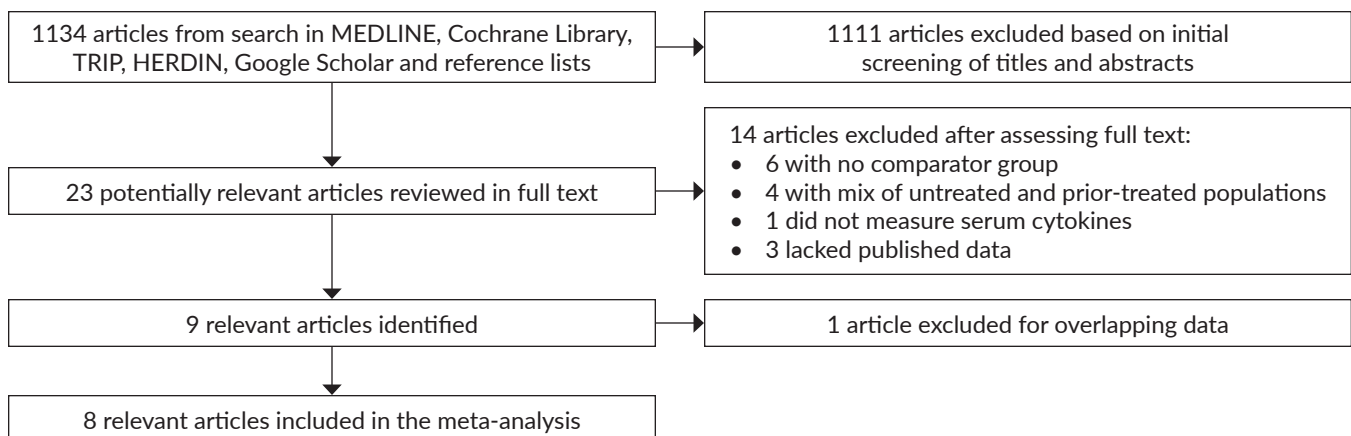 1134 articles from search in MEDLINE, Cochrane Library,
TRIP, HERDIN, Google Scholar and reference lists
1111 articles excluded based on initial
screening of titles and abstracts
14 articles excluded after assessing full text:
• 6 with no comparator group
• 4 with mix of untreated and prior-treated populations
• 1 did not measure serum cytokines
• 3 lacked published data
23 potentially relevant articles reviewed in full text
9 relevant articles identified
1 article excluded for overlapping data
8 relevant articles included in the meta-analysis